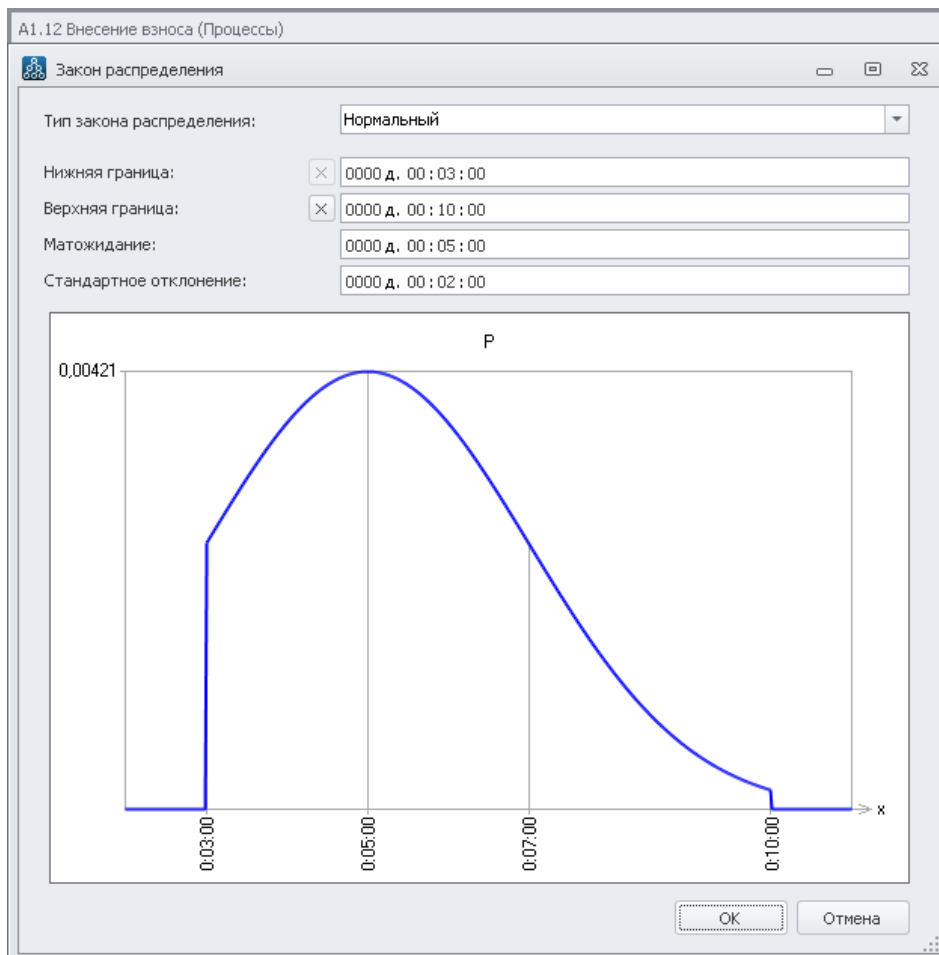 A1.12 Внесение взноса (Процессы)
Закон распределения
Тип закона распределения: Нормальный
Нижняя граница: 0000 д. 00:03:00
Верхняя граница: 0000 д. 00:10:00
Матожидание: 0000 д. 00:05:00
Стандартное отклонение: 0000 д. 00:02:00
P
0,00421
x
0:03:00 0:05:00 0:07:00 0:10:00
OK Отмена